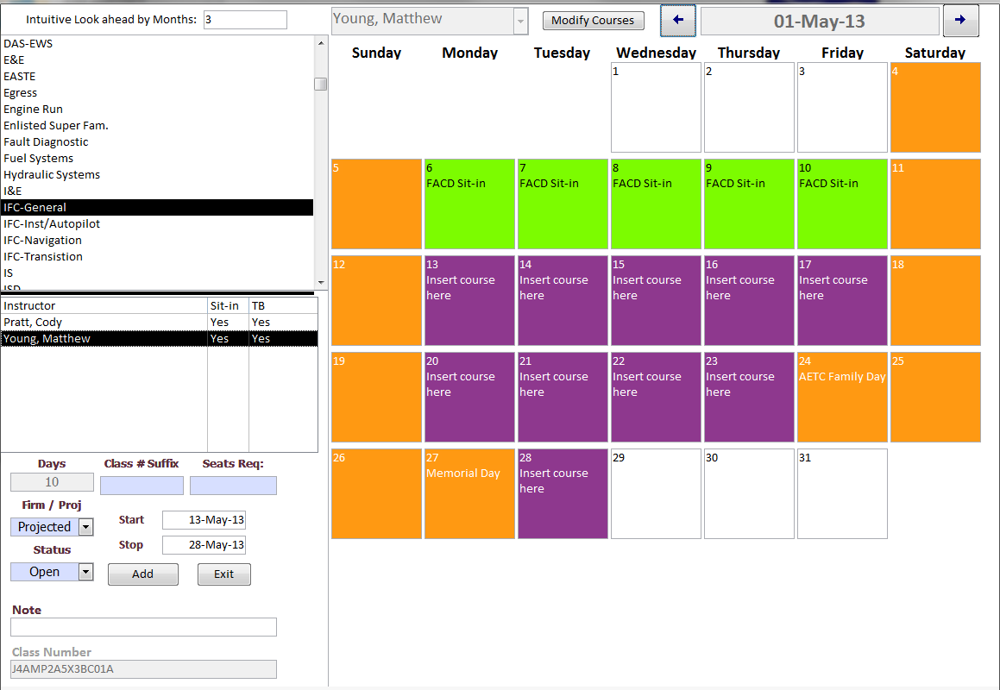 Intuitive Look ahead by Months: 3
Young, Matthew
Modify Courses
01-May-13
DAS-EWS
E&E
EASTE
Egress
Engine Run
Enlisted Super Fam.
Fault Diagnostic
Fuel Systems
Hydraulic Systems
I&E
IFC-General
IFC-Inst/Autopilot
IFC-Navigation
IFC-Transistion
IS
ISD
Instructor Sit-in TB
Pratt, Cody Yes Yes
Young, Matthew Yes Yes
Days Class # Suffix Seats Req:
10
Firm / Proj
Projected
Start 13-May-13
Status
Stop 28-May-13
Open
Add
Exit
Note
Class Number
J4AMP2A5X3BC01A
Sunday Monday Tuesday Wednesday Thursday Friday Saturday
1 2 3 4
5 6 7 8 9 10 11
FACD Sit-in FACD Sit-in FACD Sit-in FACD Sit-in FACD Sit-in
12 13 14 15 16 17 18
Insert course Insert course Insert course Insert course Insert course
here here here here here
19 20 21 22 23 24 25
Insert course Insert course Insert course Insert course AETC Family Day
here here here here
26 27 28 29 30 31
Memorial Day Insert course
here